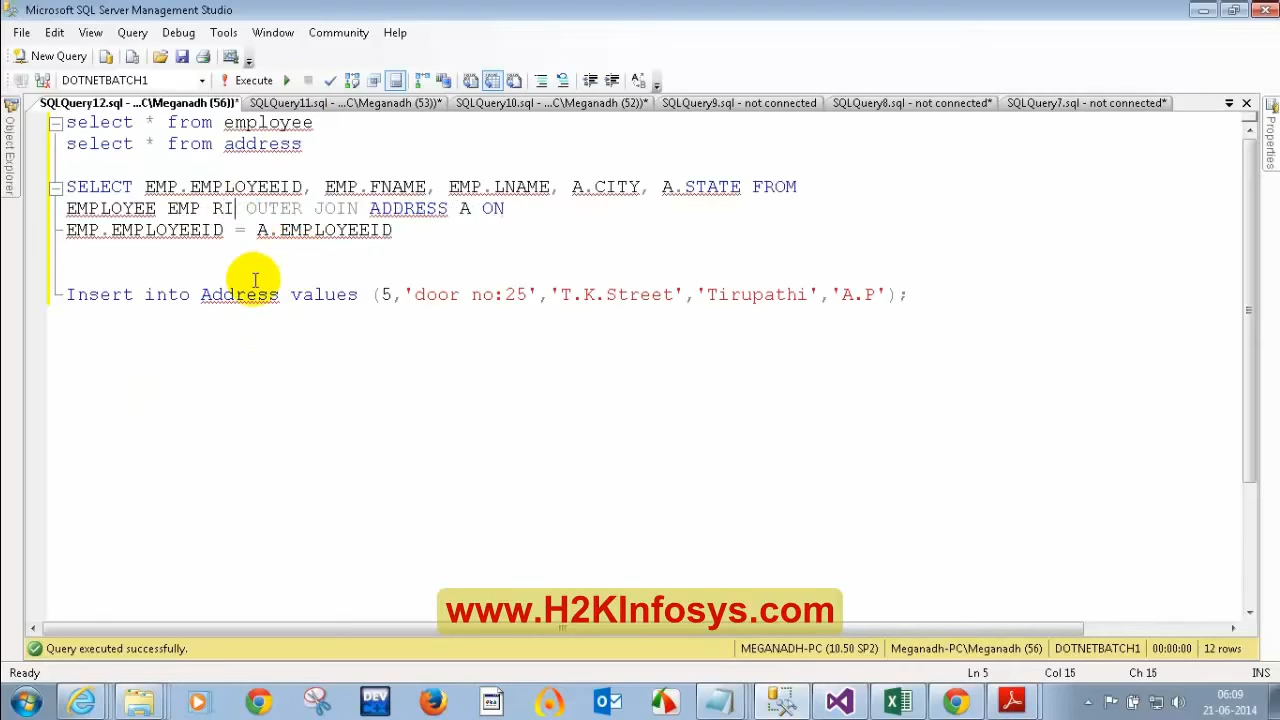 Microsoft SQL Server Management Studio
File Edit View Query Debug Tools Window Community Help
New Query
DOTNETBATCH1 Execute
SQLQuery12.sql - ...C\Meganadh (56))* SQLQuery11.sql - ...C\Meganadh (53))* SQLQuery10.sql - ...C\Meganadh (52))* SQLQuery9.sql - not connected SQLQuery8.sql - not connected* SQLQuery7.sql - not connected*
Object Explorer
Properties
select * from employee
select * from address
SELECT EMP.EMPLOYEEID, EMP.FNAME, EMP.LNAME, A.CITY, A.STATE FROM
EMPLOYEE EMP RI OUTER JOIN ADDRESS A ON
EMP.EMPLOYEEID = A.EMPLOYEEID
Insert into Address values (5,'door no:25','T.K.Street','Tirupathi','A.P');
www.H2KInfosys.com
Query executed successfully. MEGANADH-PC (10.50 SP2) Meganadh-PC\Meganadh (56) DOTNETBATCH1 00:00:00 12 rows
Ready Ln 5 Col 15 Ch 15 INS
DEV
06:09
21-06-2014